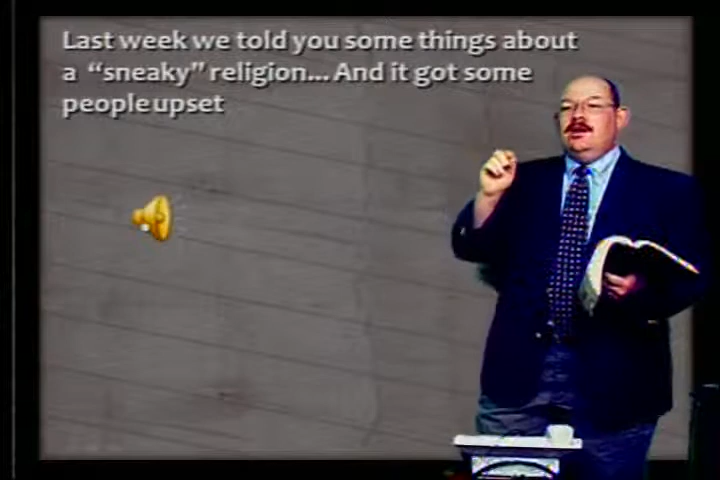 Last week we told you some things about
a "sneaky" religion... And it got some
people upset